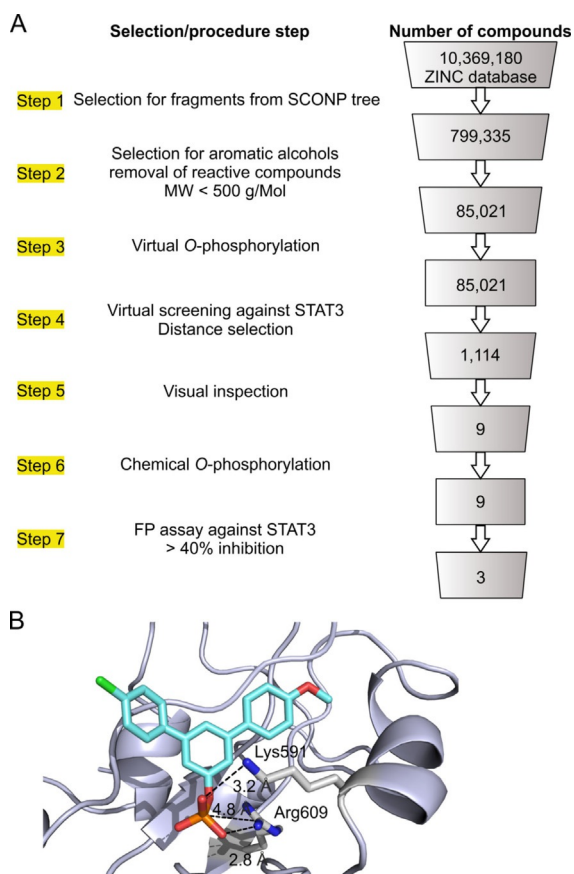 A
Selection/procedure step
Number of compounds
10,369,180
ZINC database
Step 1
Selection for fragments from SCONP tree
799,335
Step 2
Selection for aromatic alcohols
removal of reactive compounds
MW < 500 g/Mol
85,021
Step 3
Virtual O-phosphorylation
85,021
Step 4
Virtual screening against STAT3
Distance selection
1,114
Step 5
Visual inspection
9
Step 6
Chemical O-phosphorylation
9
Step 7
FP assay against STAT3
> 40% inhibition
3
B
Lys591
3.2 Å
4.8 Å
Arg609
2.8 Å